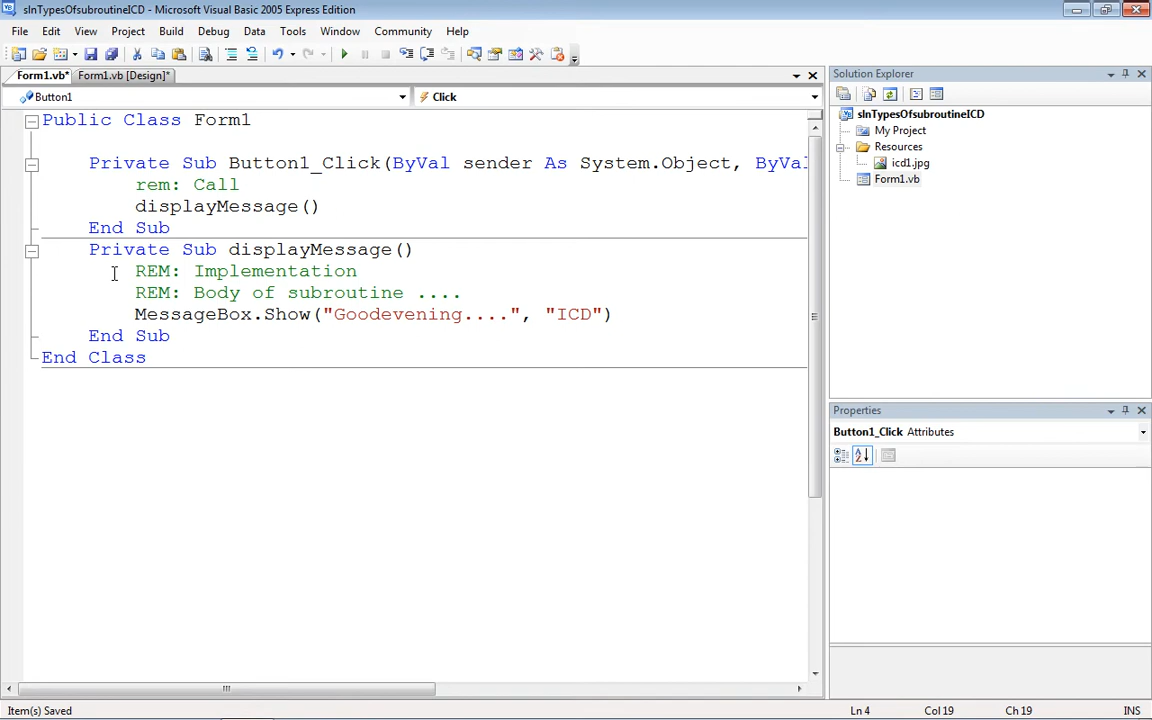 slnTypesOfsubroutineICD - Microsoft Visual Basic 2005 Express Edition
File Edit View Project Build Debug Data Tools Window Community Help
Form1.vb* Form1.vb [Design]*
Button1 Click
Public Class Form1
Private Sub Button1_Click(ByVal sender As System.Object, ByVal
rem: Call
displayMessage()
End Sub
Private Sub displayMessage()
REM: Implementation
REM: Body of subroutine ....
MessageBox.Show("Goodevening....", "ICD")
End Sub
End Class
Solution Explorer
slnTypesOfsubroutineICD
My Project
Resources
icd1.jpg
Form1.vb
Properties
Button1_Click Attributes
Item(s) Saved Ln 4 Col 19 Ch 19 INS